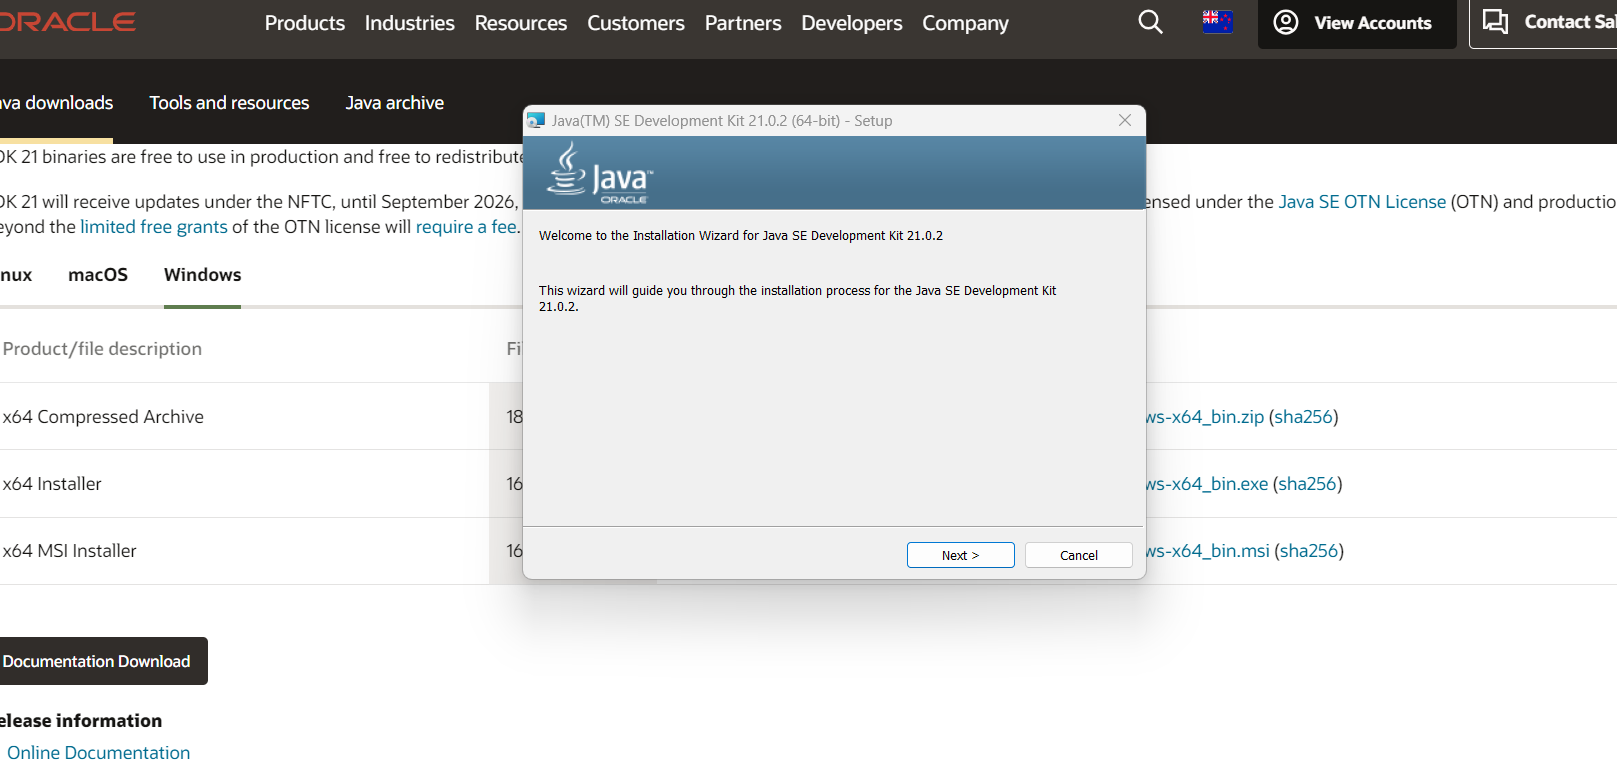 ORACLE
Products Industries Resources Customers Partners Developers Company
View Accounts
Contact Sal
ava downloads Tools and resources Java archive
DK 21 binaries are free to use in production and free to redistribute
DK 21 will receive updates under the NFTC, until September 2026, ensed under the Java SE OTN License (OTN) and productio
eyond the limited free grants of the OTN license will require a fee.
nux macOS Windows
Product/file description Fi
x64 Compressed Archive 18 ws-x64_bin.zip (sha256)
x64 Installer 16 ws-x64_bin.exe (sha256)
x64 MSI Installer 16 ws-x64_bin.msi (sha256)
Documentation Download
elease information
Online Documentation
Java(TM) SE Development Kit 21.0.2 (64-bit) - Setup
Java™
ORACLE
Welcome to the Installation Wizard for Java SE Development Kit 21.0.2
This wizard will guide you through the installation process for the Java SE Development Kit
21.0.2.
Next >
Cancel